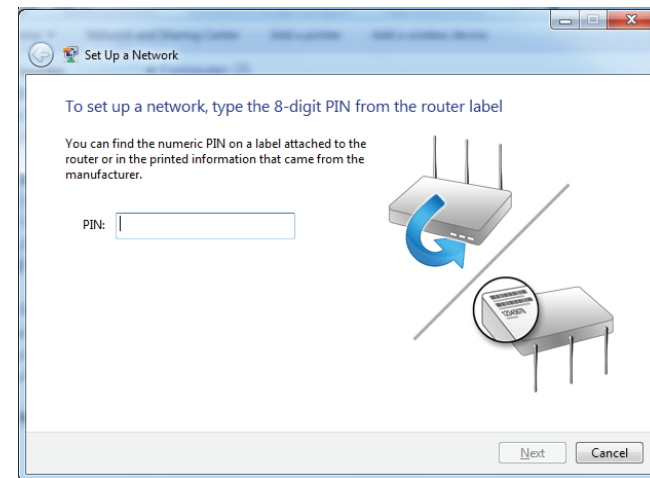 Set Up a Network
To set up a network, type the 8-digit PIN from the router label
You can find the numeric PIN on a label attached to the
router or in the printed information that came from the
manufacturer.
PIN:
12345670
Next
Cancel